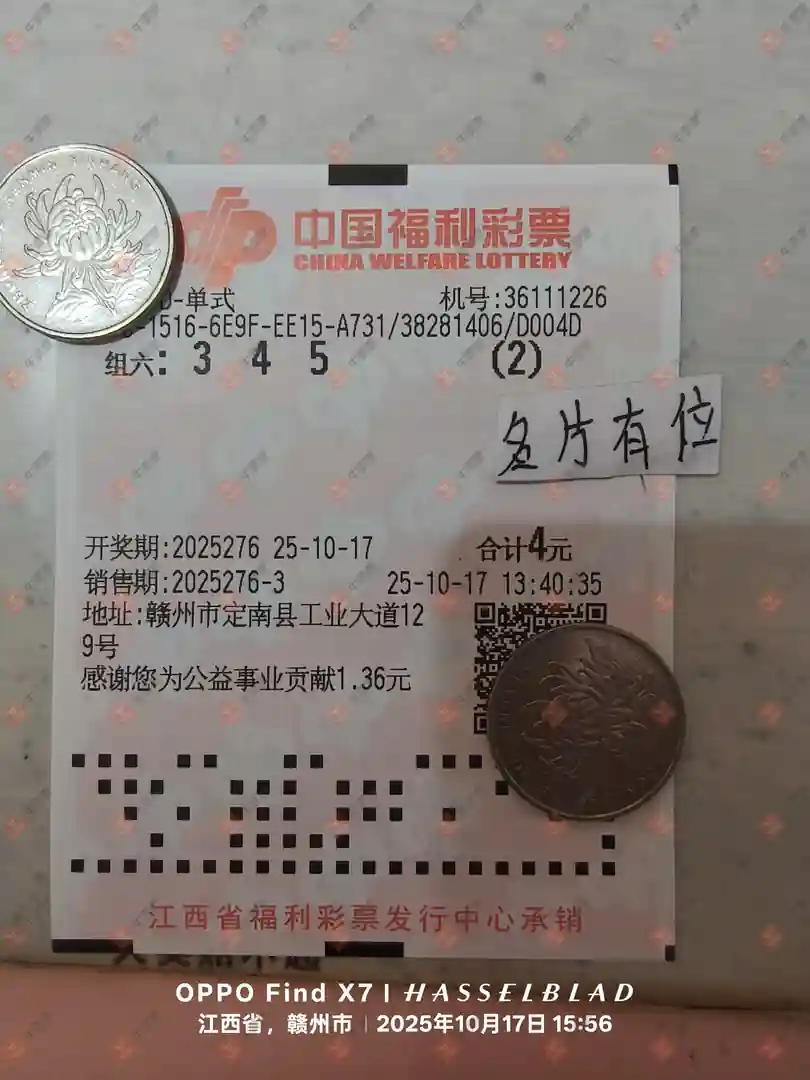 中国福利彩票
CHINA WELFARE LOTTERY
D-单式 机号:36111226
-1516-6E9F-EE15-A731/38281406/D004D
组六: 3 4 5 (2)
名片有位
开奖期:2025276 25-10-17 合计4元
销售期:2025276-3 25-10-17 13:40:35
地址:赣州市定南县工业大道12
9号
感谢您为公益事业贡献1.36元
江西省福利彩票发行中心承销
OPPO Find X7 | HASSELBLAD
江西省，赣州市 | 2025年10月17日 15:56